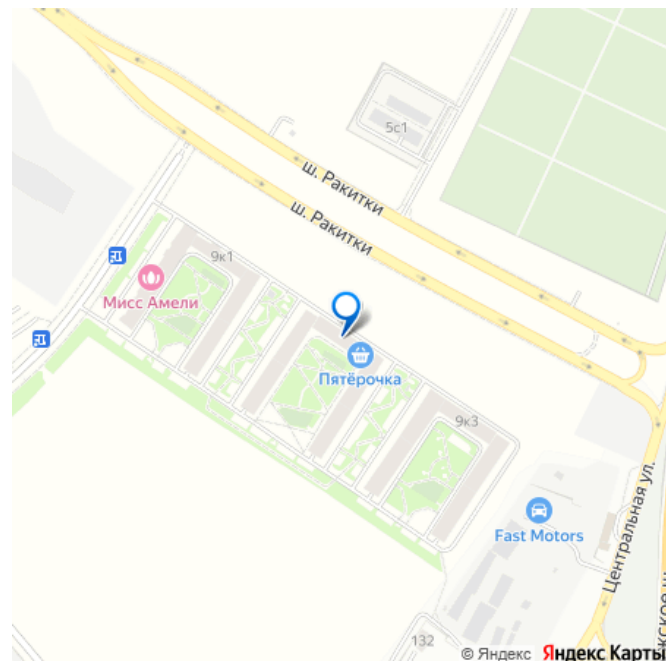 5с1
ш. Ракитки
ш. Ракитки
9к1
Мисс Амели
Пятёрочка
9к3
Fast Motors
Центральная ул.
132
© Яндекс Яндекс Карты